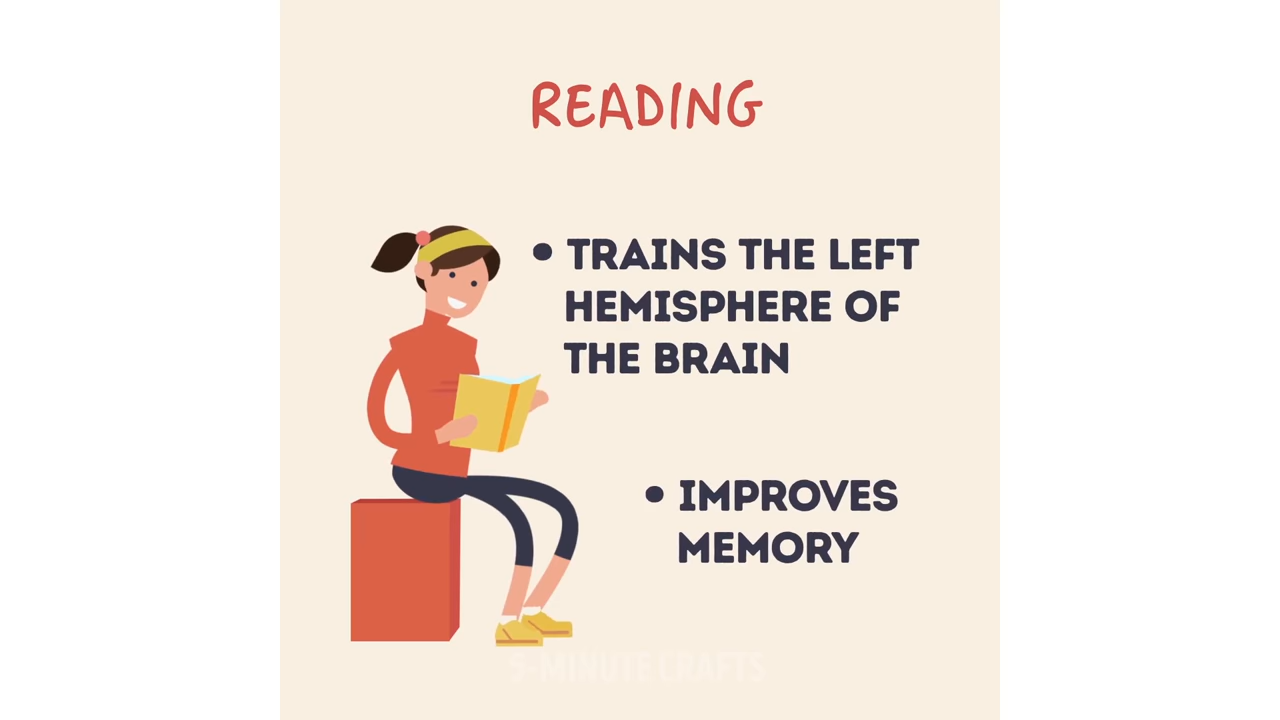 READING
• TRAINS THE LEFT
HEMISPHERE OF
THE BRAIN
• IMPROVES
MEMORY
5-MINUTE CRAFTS